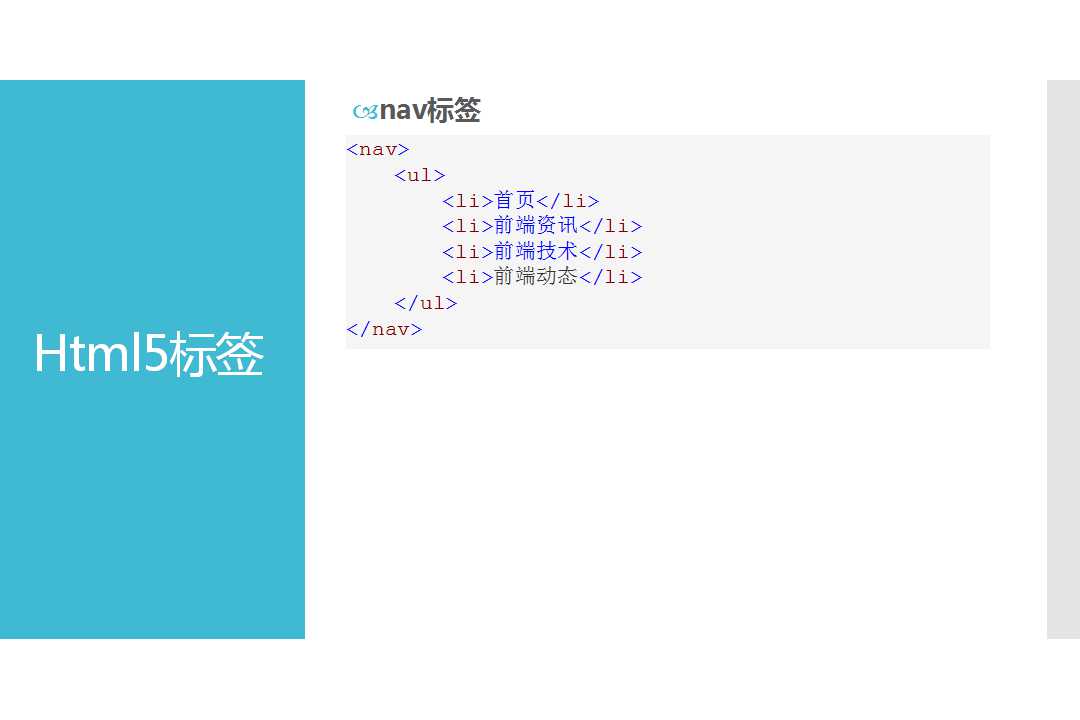 Html5标签
nav标签
<nav>
    <ul>
        <li>首页</li>
        <li>前端资讯</li>
        <li>前端技术</li>
        <li>前端动态</li>
    </ul>
</nav>